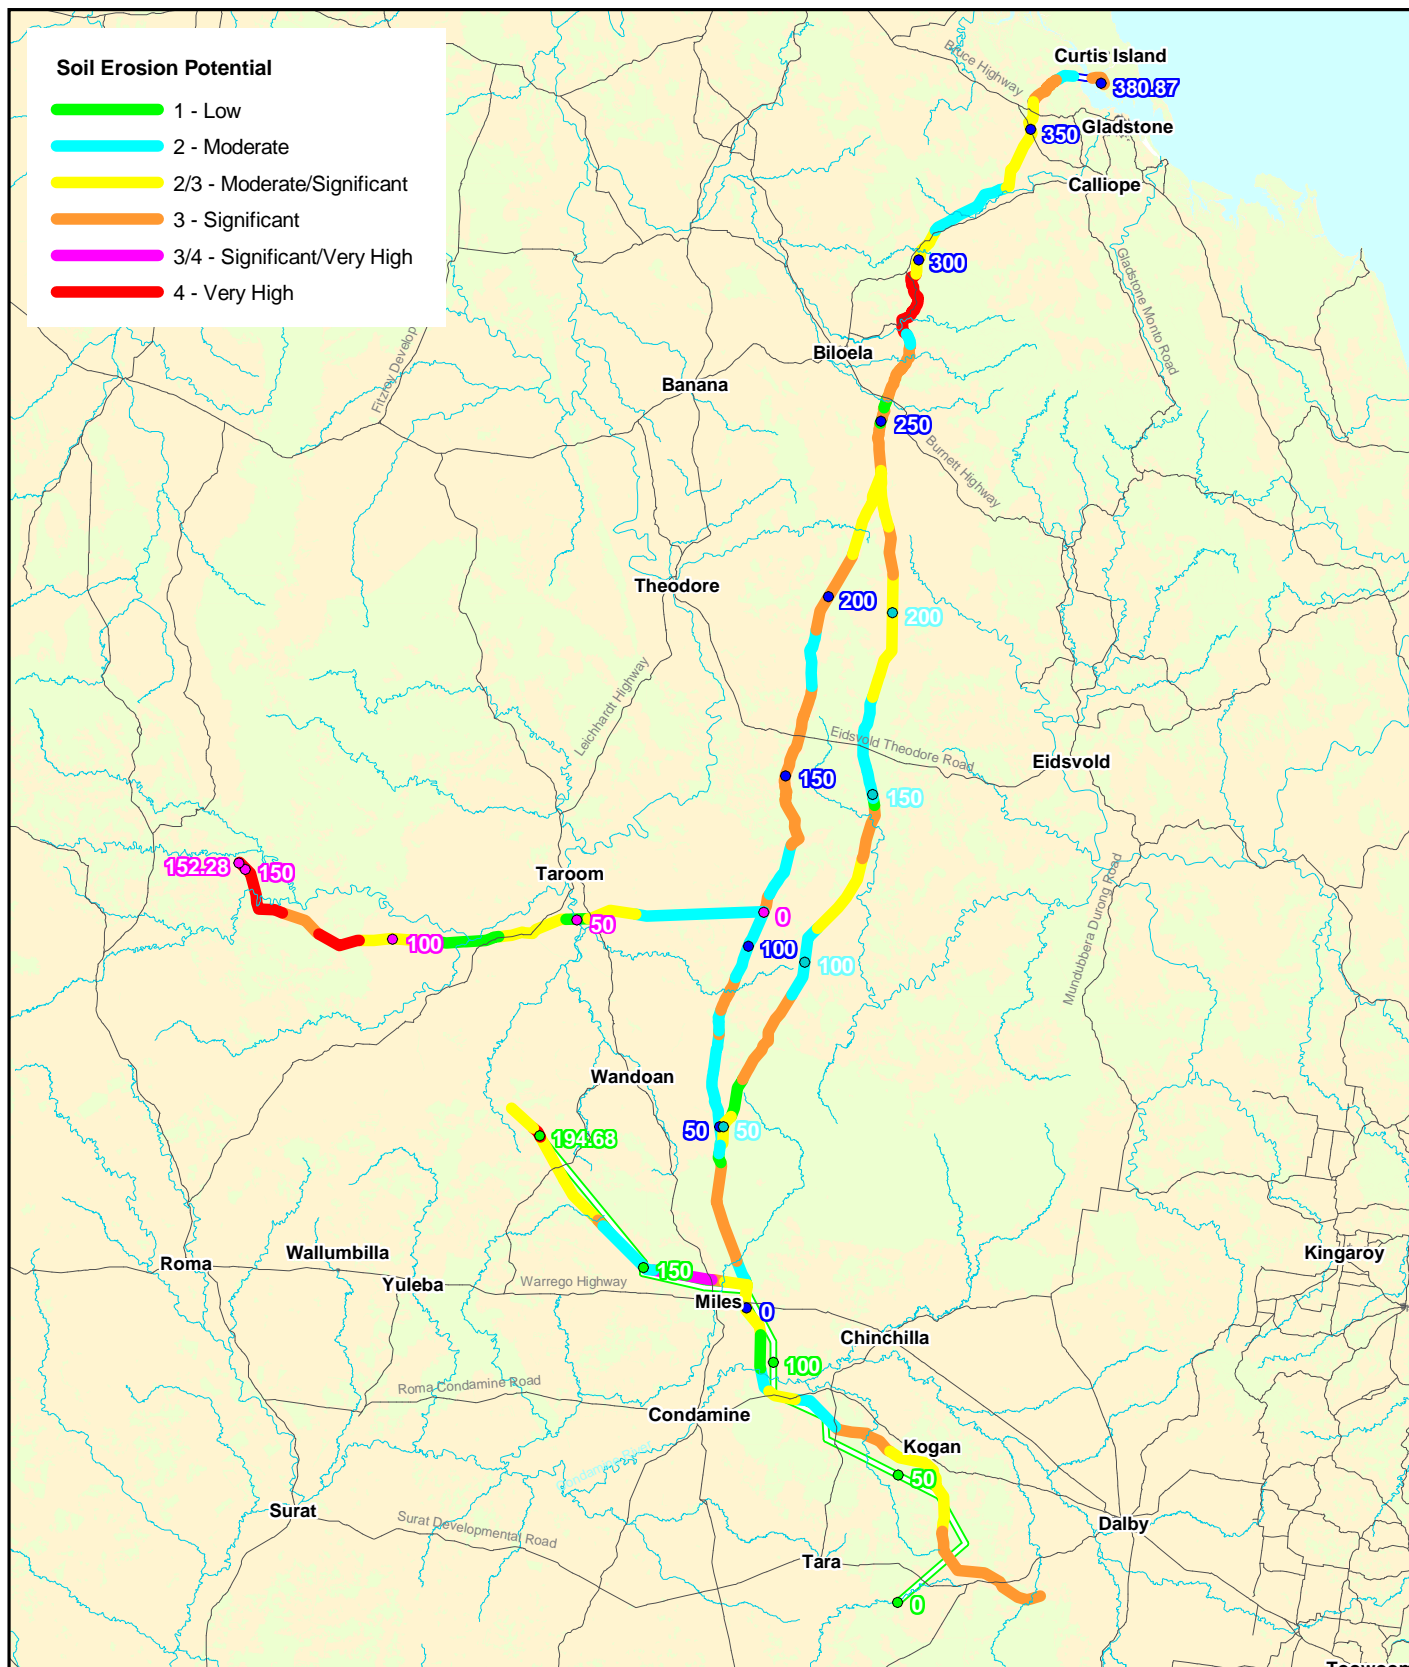 Soil Erosion Potential
1 - Low
2 - Moderate
2/3 - Moderate/Significant
3 - Significant
3/4 - Significant/Very High
4 - Very High
Bruce Highway
Curtis Island
380.87
350
Gladstone
Calliope
300
Gladstone Monto Road
Fitzroy Develop
Biloela
Banana
250
Burnett Highway
Theodore
200
200
Leichhardt Highway
Eidsvold Theodore Road
Eidsvold
150
150
152.28
150
Taroom
50
0
100
100
100
Mundubbera Durong Road
Wandoan
50
50
194.68
Roma
Wallumbilla
Yuleba
Warrego Highway
150
Miles
0
Kingaroy
Chinchilla
100
Roma Condamine Road
Condamine
Kogan
Condamine Road
50
Surat
Surat Developmental Road
Dalby
Tara
0